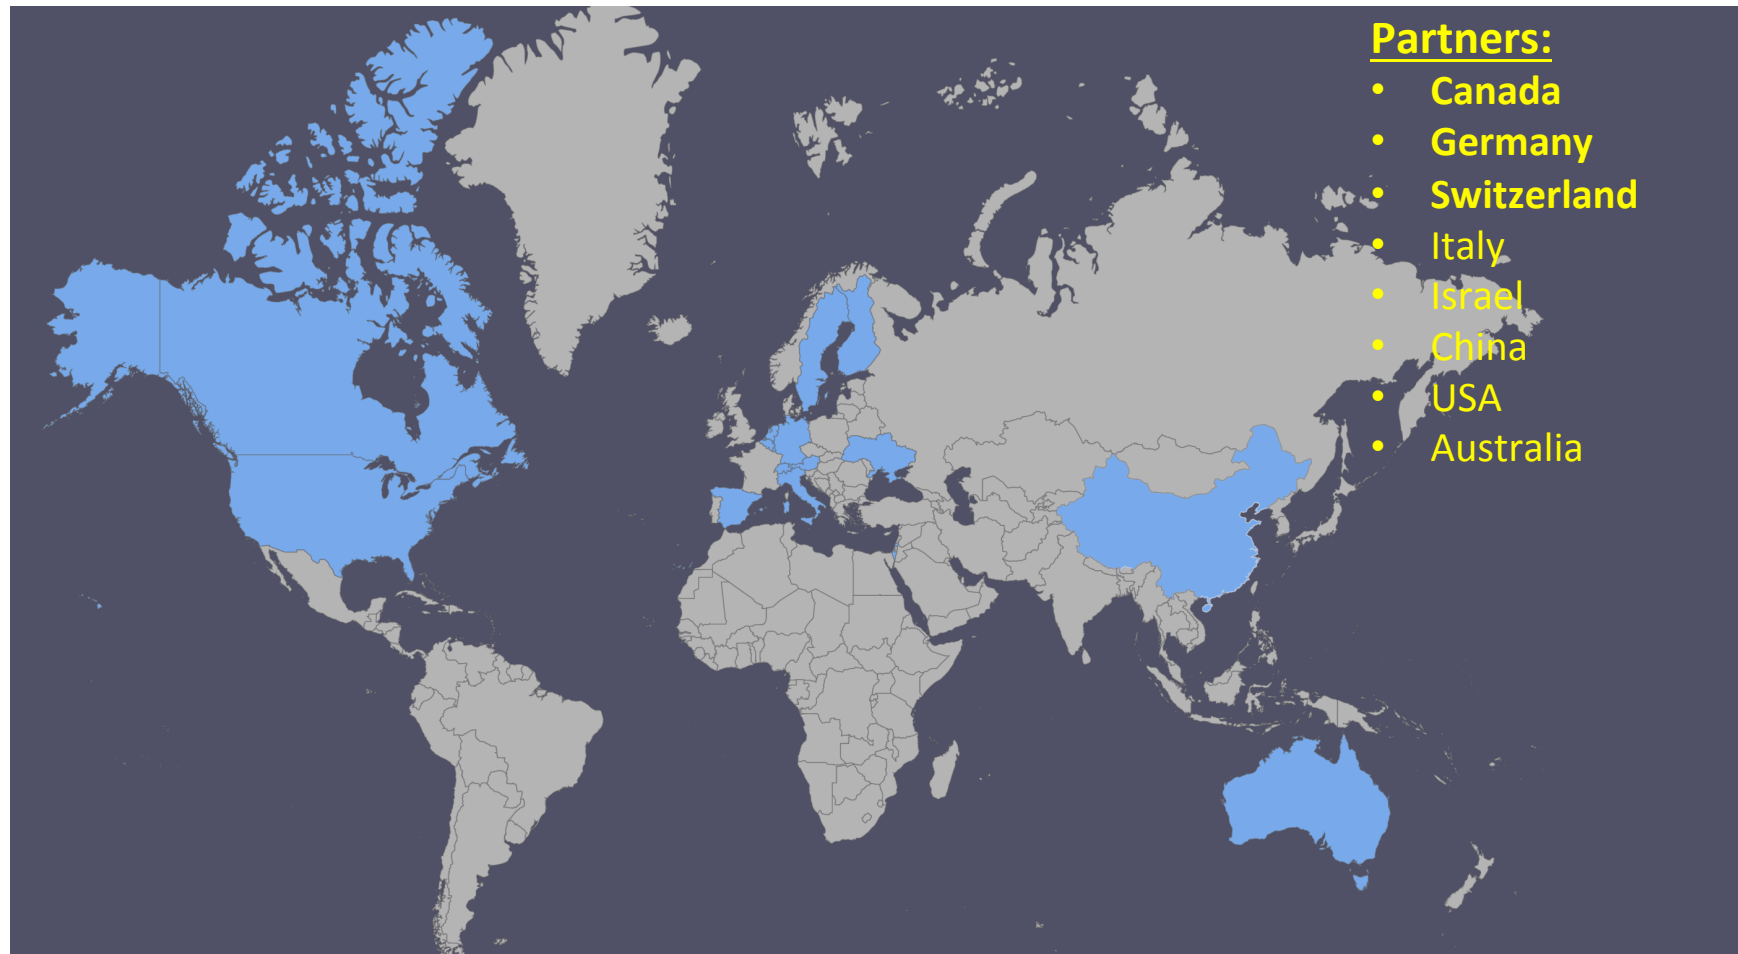 Partners:
• Canada
• Germany
• Switzerland
• Italy
• Israel
• China
• USA
• Australia